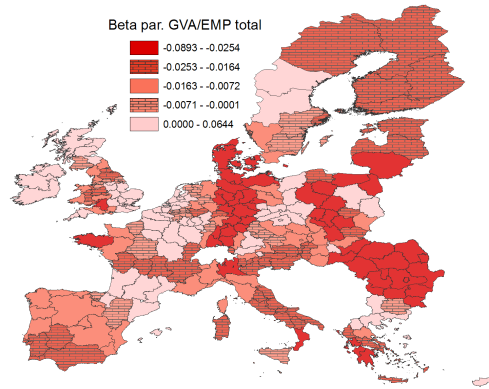 Beta par. GVA/EMP total
-0.0893 - -0.0254
-0.0253 - -0.0164
-0.0163 - -0.0072
-0.0071 - -0.0001
0.0000 - 0.0644